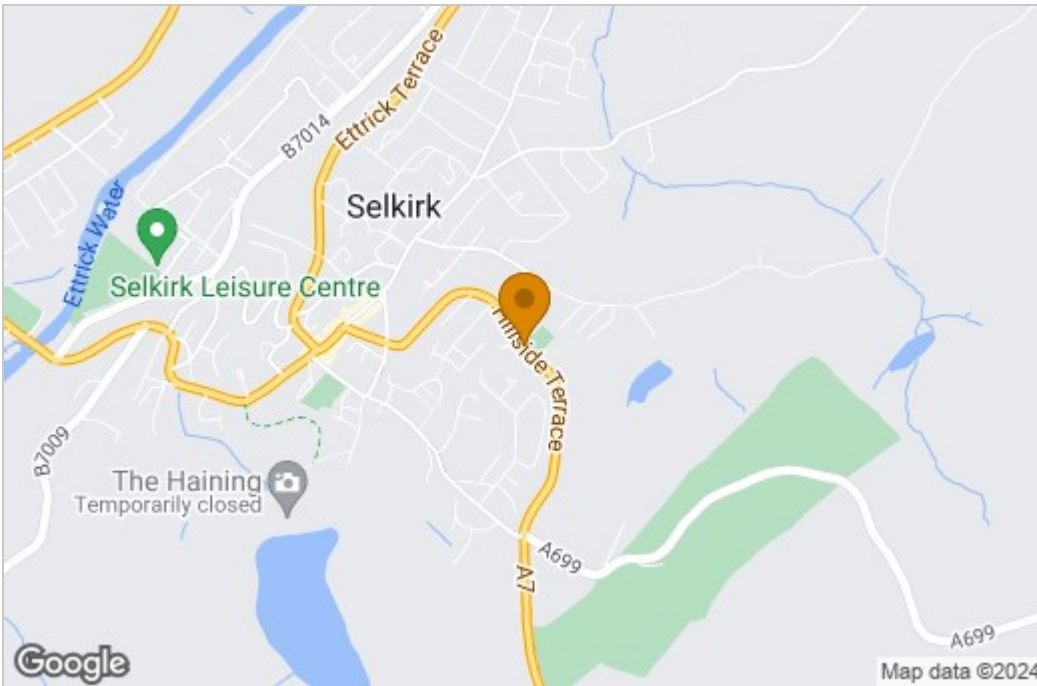 Ettrick Terrace
B7014
Selkirk
Ettrick Water
Selkirk Leisure Centre
Hillside Terrace
B7009
The Haining
Temporarily closed
A699
A7
A699
Google
Map data ©2024